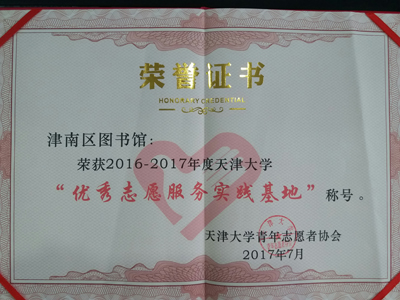 荣誉证书
HONORARY CREDENTIAL
津南区图书馆：
荣获2016-2017年度天津大学
“优秀志愿服务实践基地”称号。
天津大学青年志愿者协会
2017年7月